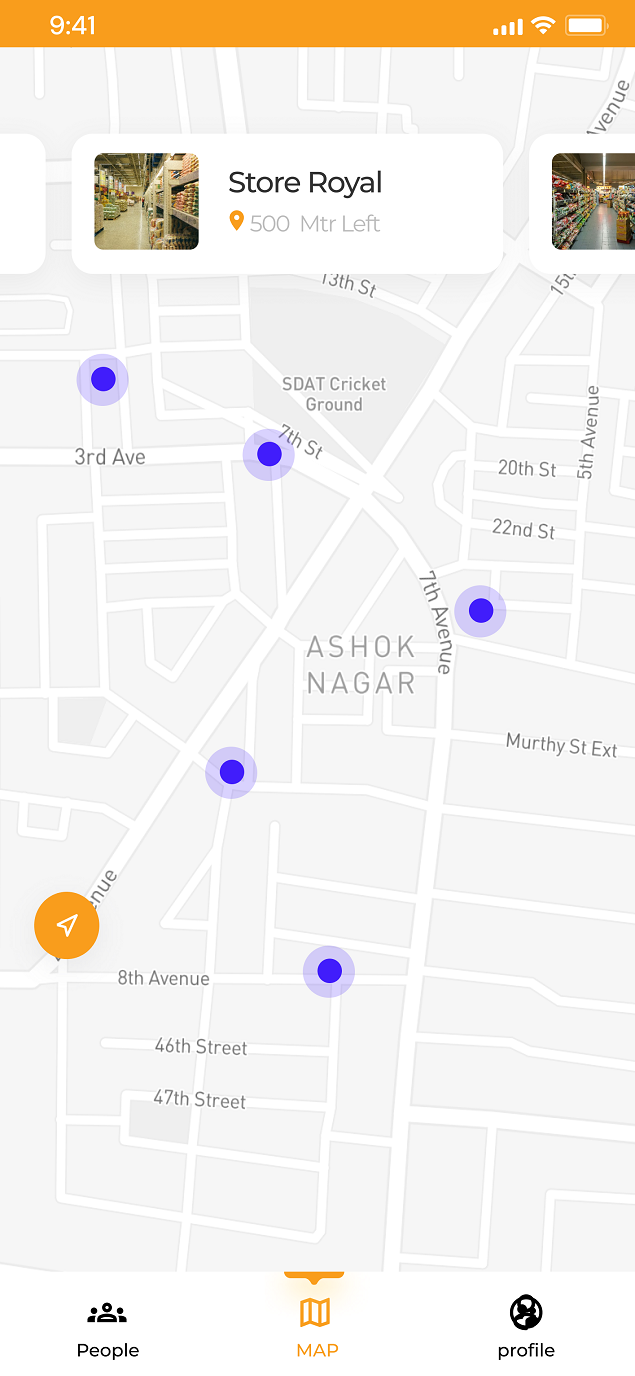 9:41
Avenue
Store Royal
500 Mtr Left
13th St
SDAT Cricket
Ground
5th Avenue
7th St
3rd Ave
20th St
22nd St
7th Avenue
ASHOK
NAGAR
Murthy St Ext
8th Avenue
46th Street
47th Street
People
MAP
profile